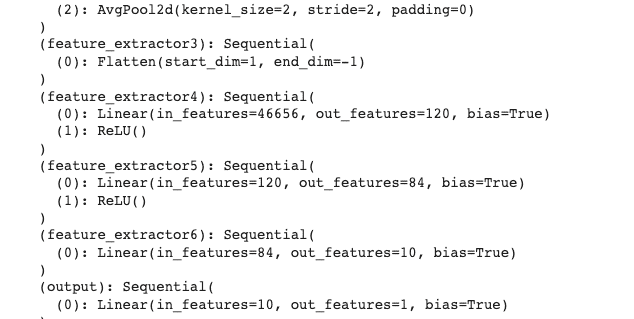 (2): AvgPool2d(kernel_size=2, stride=2, padding=0)
)
(feature_extractor3): Sequential(
(0): Flatten(start_dim=1, end_dim=-1)
)
(feature_extractor4): Sequential(
(0): Linear(in_features=46656, out_features=120, bias=True)
(1): ReLU()
)
(feature_extractor5): Sequential(
(0): Linear(in_features=120, out_features=84, bias=True)
(1): ReLU()
)
(feature_extractor6): Sequential(
(0): Linear(in_features=84, out_features=10, bias=True)
)
(output): Sequential(
(0): Linear(in_features=10, out_features=1, bias=True)